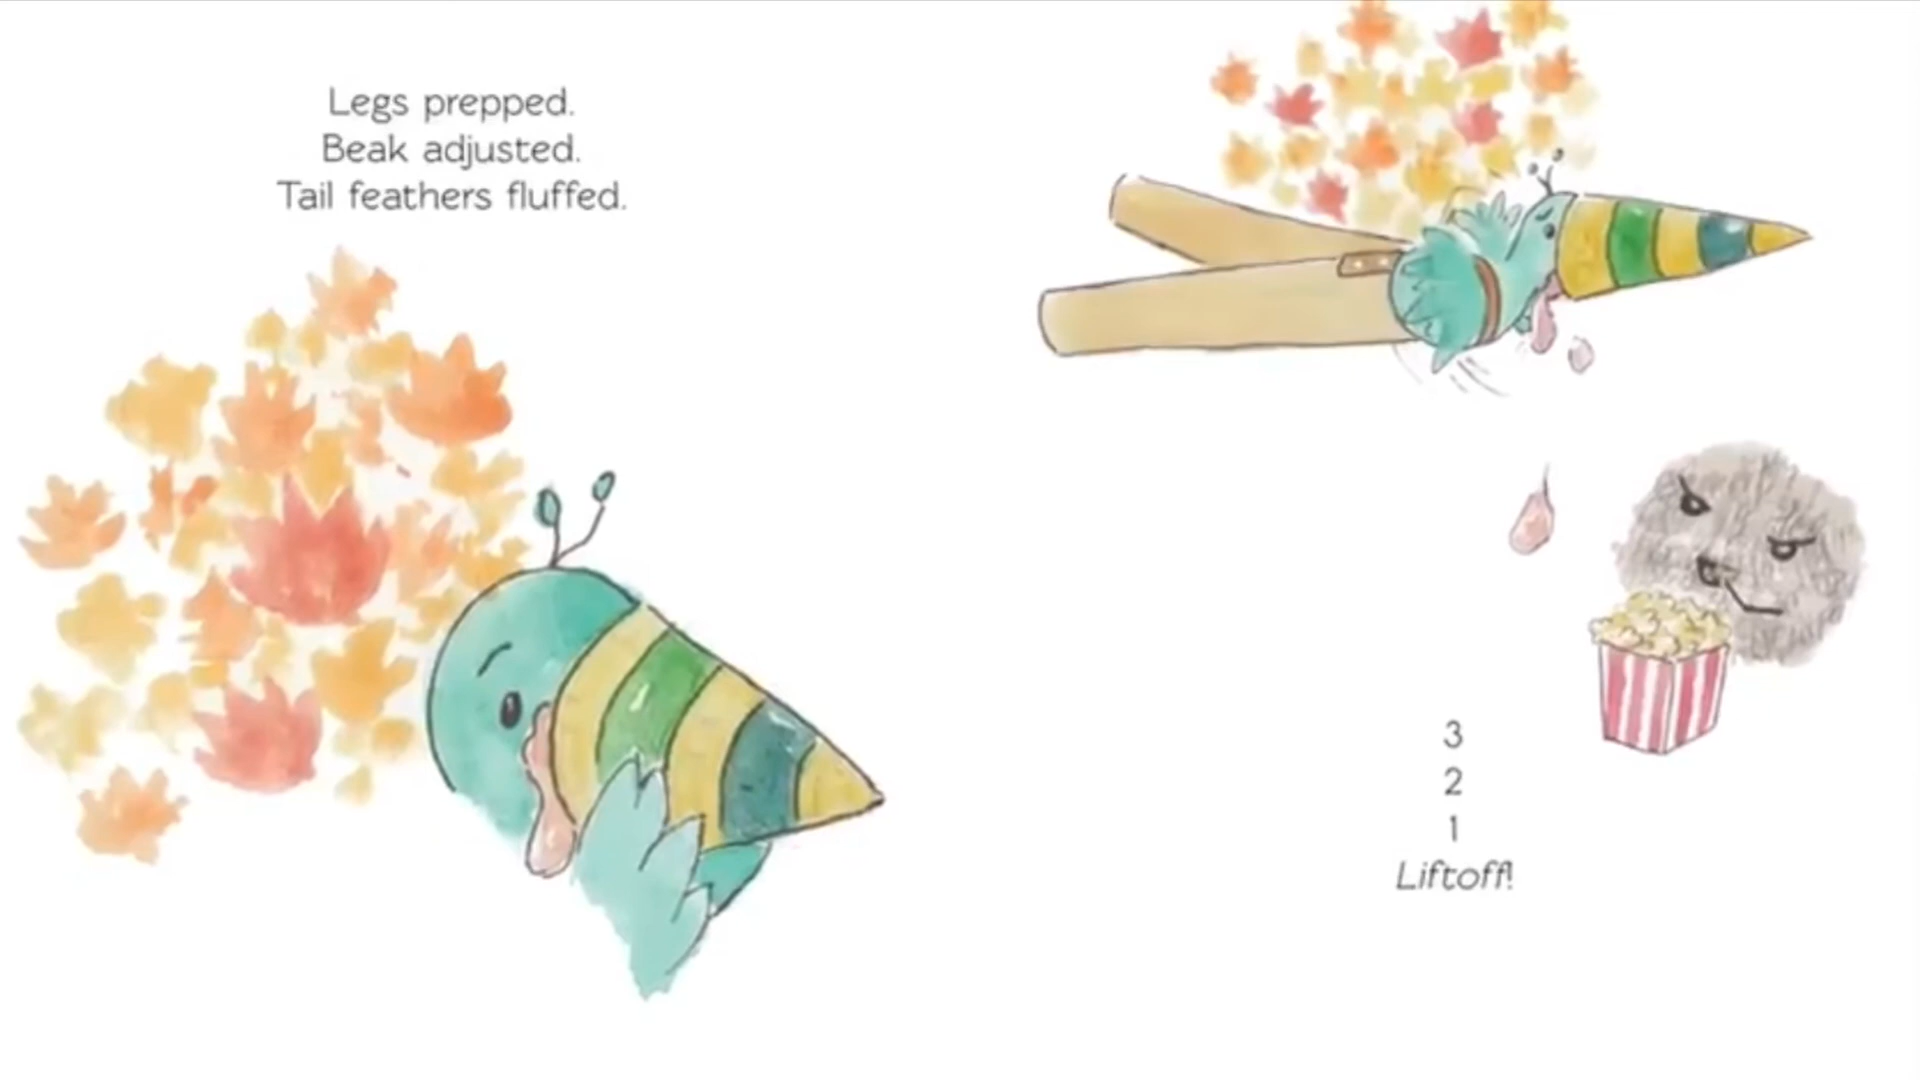 Legs prepped.
Beak adjusted.
Tail feathers fluffed.
3
2
1
Liftoff!